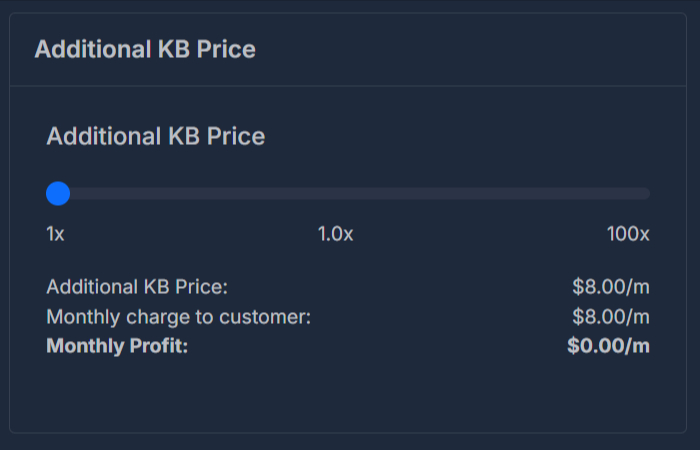 Additional KB Price
Additional KB Price
1x 1.0x 100x
Additional KB Price: $8.00/m
Monthly charge to customer: $8.00/m
Monthly Profit: $0.00/m